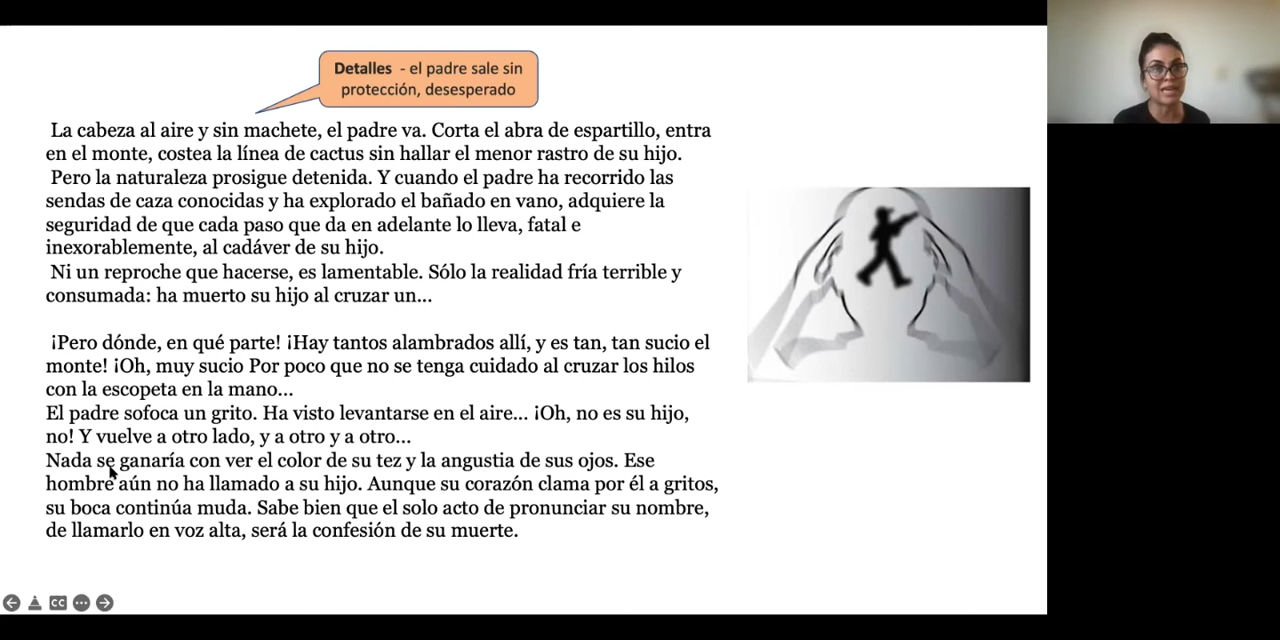 Detalles - el padre sale sin
protección, desesperado
La cabeza al aire y sin machete, el padre va. Corta el abra de espartillo, entra
en el monte, costea la línea de cactus sin hallar el menor rastro de su hijo.
Pero la naturaleza prosigue detenida. Y cuando el padre ha recorrido las
sendas de caza conocidas y ha explorado el bañado en vano, adquiere la
seguridad de que cada paso que da en adelante lo lleva, fatal e
inexorablemente, al cadáver de su hijo.
Ni un reproche que hacerse, es lamentable. Sólo la realidad fría terrible y
consumada: ha muerto su hijo al cruzar un...
¡Pero dónde, en qué parte! ¡Hay tantos alambrados allí, y es tan, tan sucio el
monte! ¡Oh, muy sucio Por poco que no se tenga cuidado al cruzar los hilos
con la escopeta en la mano...
El padre sofoca un grito. Ha visto levantarse en el aire... ¡Oh, no es su hijo,
no! Y vuelve a otro lado, y a otro y a otro...
Nada se ganaría con ver el color de su tez y la angustia de sus ojos. Ese
hombre aún no ha llamado a su hijo. Aunque su corazón clama por él a gritos,
su boca continúa muda. Sabe bien que el solo acto de pronunciar su nombre,
de llamarlo en voz alta, será la confesión de su muerte.
CC